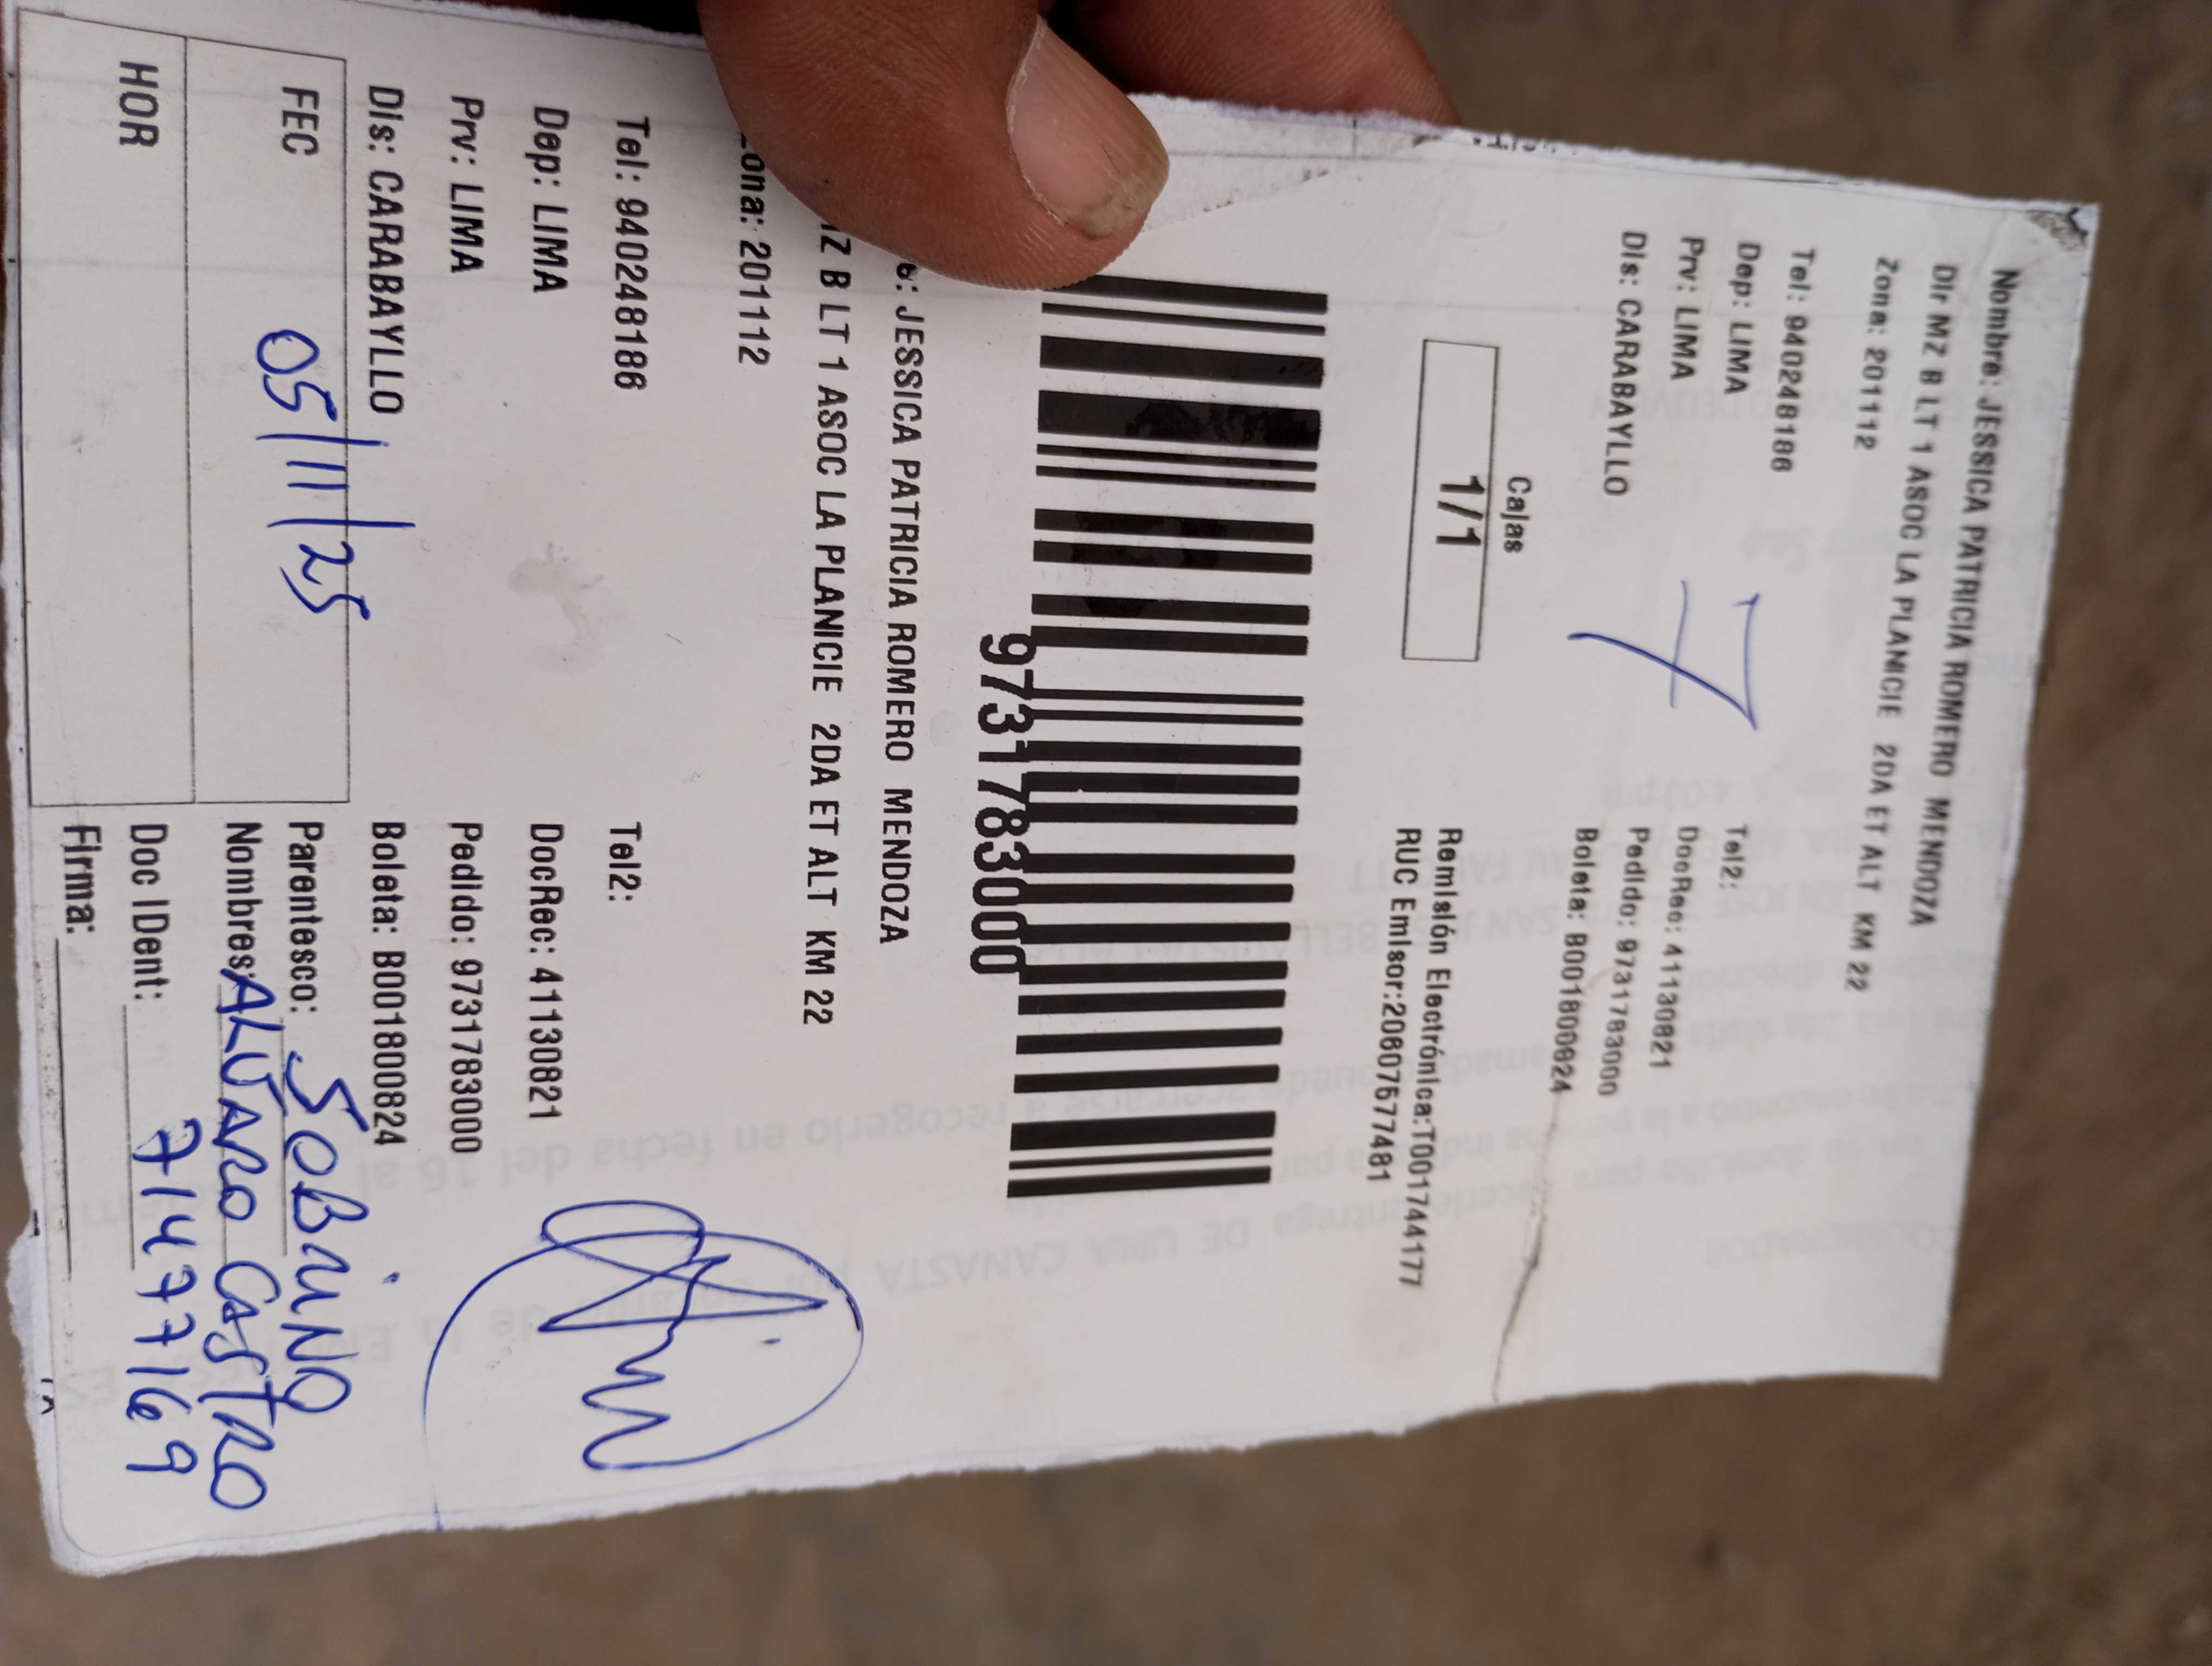 Nombre: JESSICA PATRICIA ROMERO MENDOZA
Dir MZ B LT 1 ASOC LA PLANICIE 2DA ET ALT KM 22
Zona: 201112
Tel: 940248186 Tel2:
Dep: LIMA DocRec: 41130821
Prv: LIMA Pedido: 9731783000
Dis: CARABAYLLO Boleta: B001800824
7
Cajas
1/1
Remisión Electrónica:T001744177
RUC Emisor:20607577481
9731783000
JESSICA PATRICIA ROMERO MENDOZA
MZ B LT 1 ASOC LA PLANICIE 2DA ET ALT KM 22
Zona: 201112
Tel: 940248186 Tel2:
Dep: LIMA DocRec: 41130821
Prv: LIMA Pedido: 9731783000
Dis: CARABAYLLO Boleta: B001800824
FEC 05/11/25 Parentesco: SOBRINO
Nombres: ALVARO CASTRO
HOR Doc IDent: 71477169
Firma: